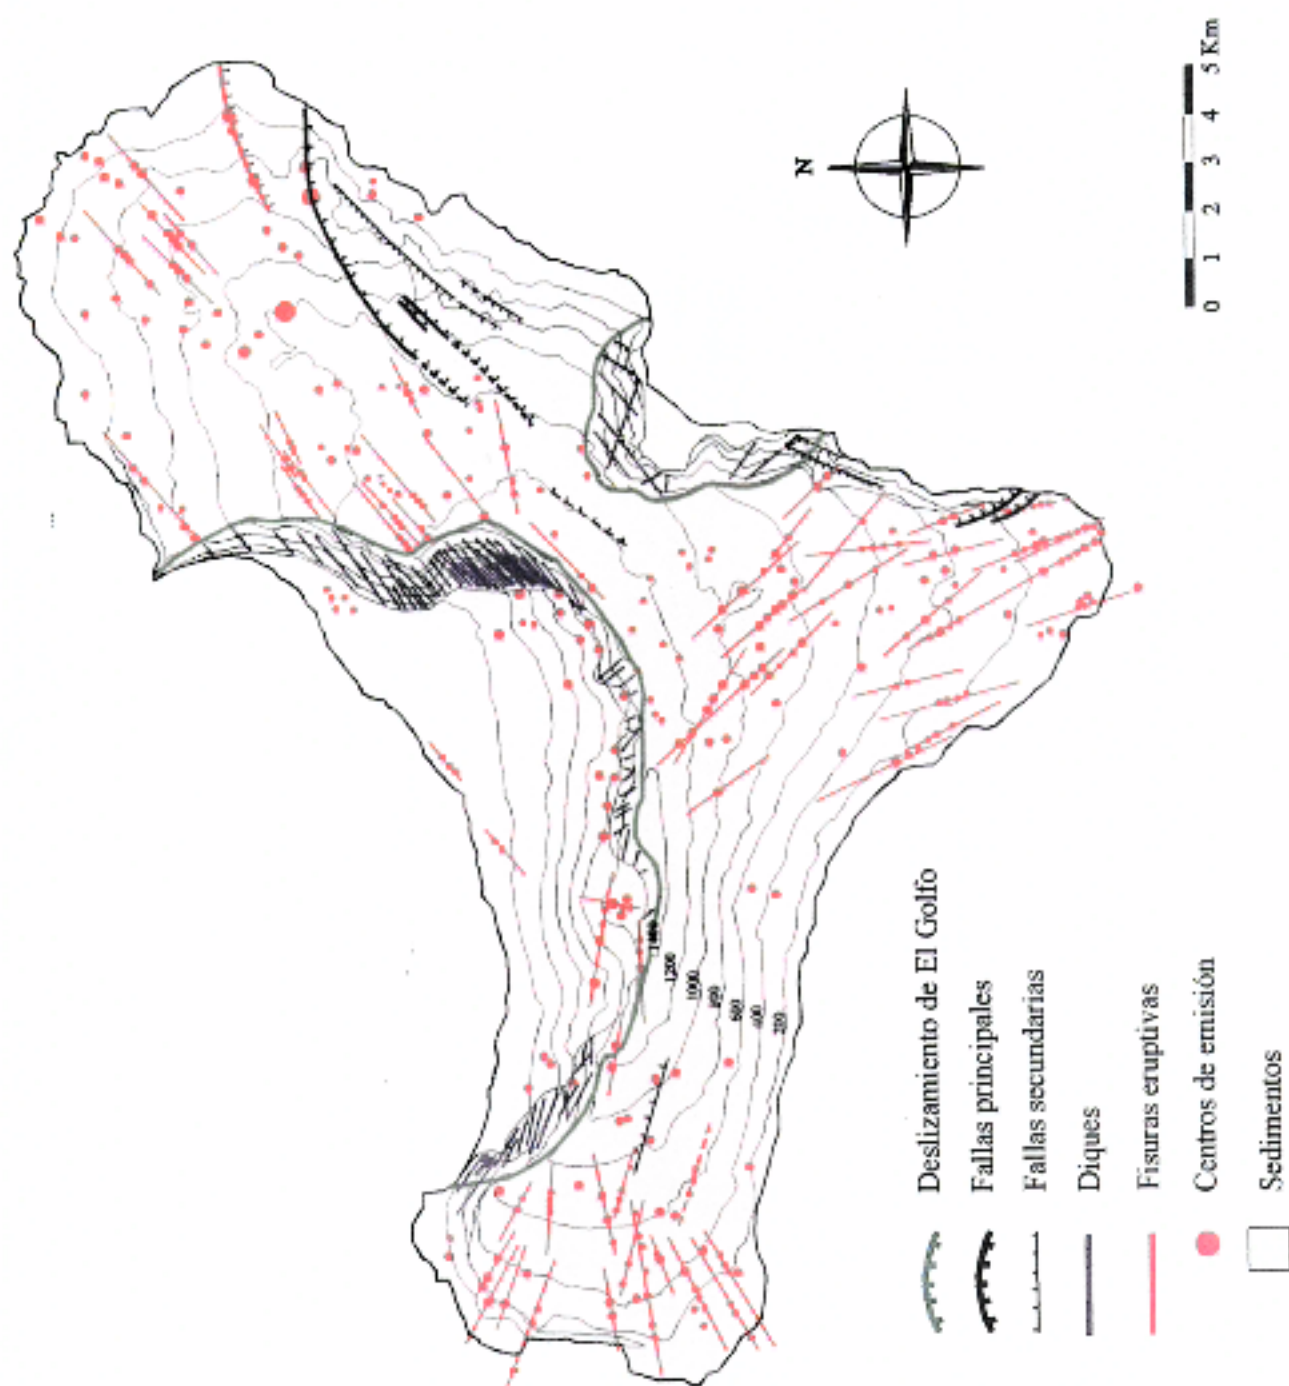 N
0 1 2 3 4 5 Km
1200
1000
800
600
400
200
Deslizamiento de El Golfo
Fallas principales
Fallas secundarias
Diques
Fisuras eruptivas
Centros de emisión
Sedimentos